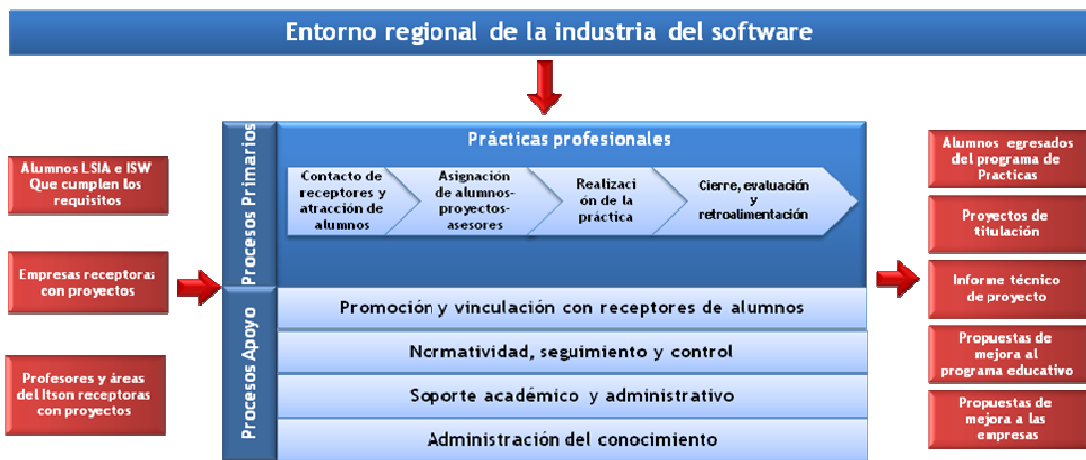 Entorno regional de la industria del software
Alumnos LSIA e ISW
Que cumplen los
requisitos
Empresas receptoras
con proyectos
Profesores y áreas
del Itson receptoras
con proyectos
Procesos Primarios
Prácticas profesionales
Contacto de
receptores y
atracción de
alumnos
Asignación
de alumnos-
proyectos-
asesores
Realizaci
ón de la
práctica
Cierre, evaluación
y
retroalimentación
Procesos Apoyo
Promoción y vinculación con receptores de alumnos
Normatividad, seguimiento y control
Soporte académico y administrativo
Administración del conocimiento
Alumnos egresados
del programa de
Practicas
Proyectos de
titulación
Informe técnico
de proyecto
Propuestas de
mejora al
programa educativo
Propuestas de
mejora a las
empresas